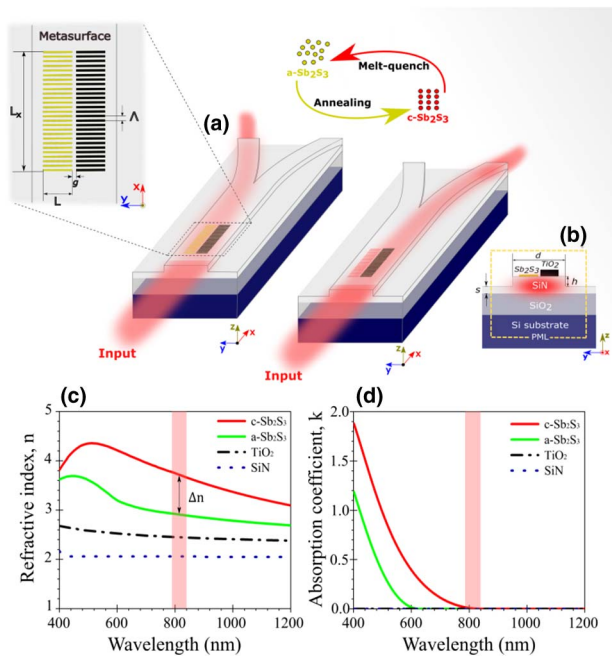 Metasurface
Lx
Λ
g
L
x
y
a-Sb₂S₃
Melt-quench
Annealing
c-Sb₂S₃
(a)
Input
z
x
y
Input
z
x
y
(b)
d
Sb₂S₃ TiO₂
s
SiN
h
SiO₂
Si substrate
PML
z
y
x
(c)
Refractive index, n
5
4
3
2
1
c-Sb₂S₃
a-Sb₂S₃
TiO₂
SiN
Δn
400 600 800 1000 1200
Wavelength (nm)
(d)
Absorption coefficient, k
2.0
1.5
1.0
0.5
0.0
c-Sb₂S₃
a-Sb₂S₃
TiO₂
SiN
400 600 800 1000 1200
Wavelength (nm)